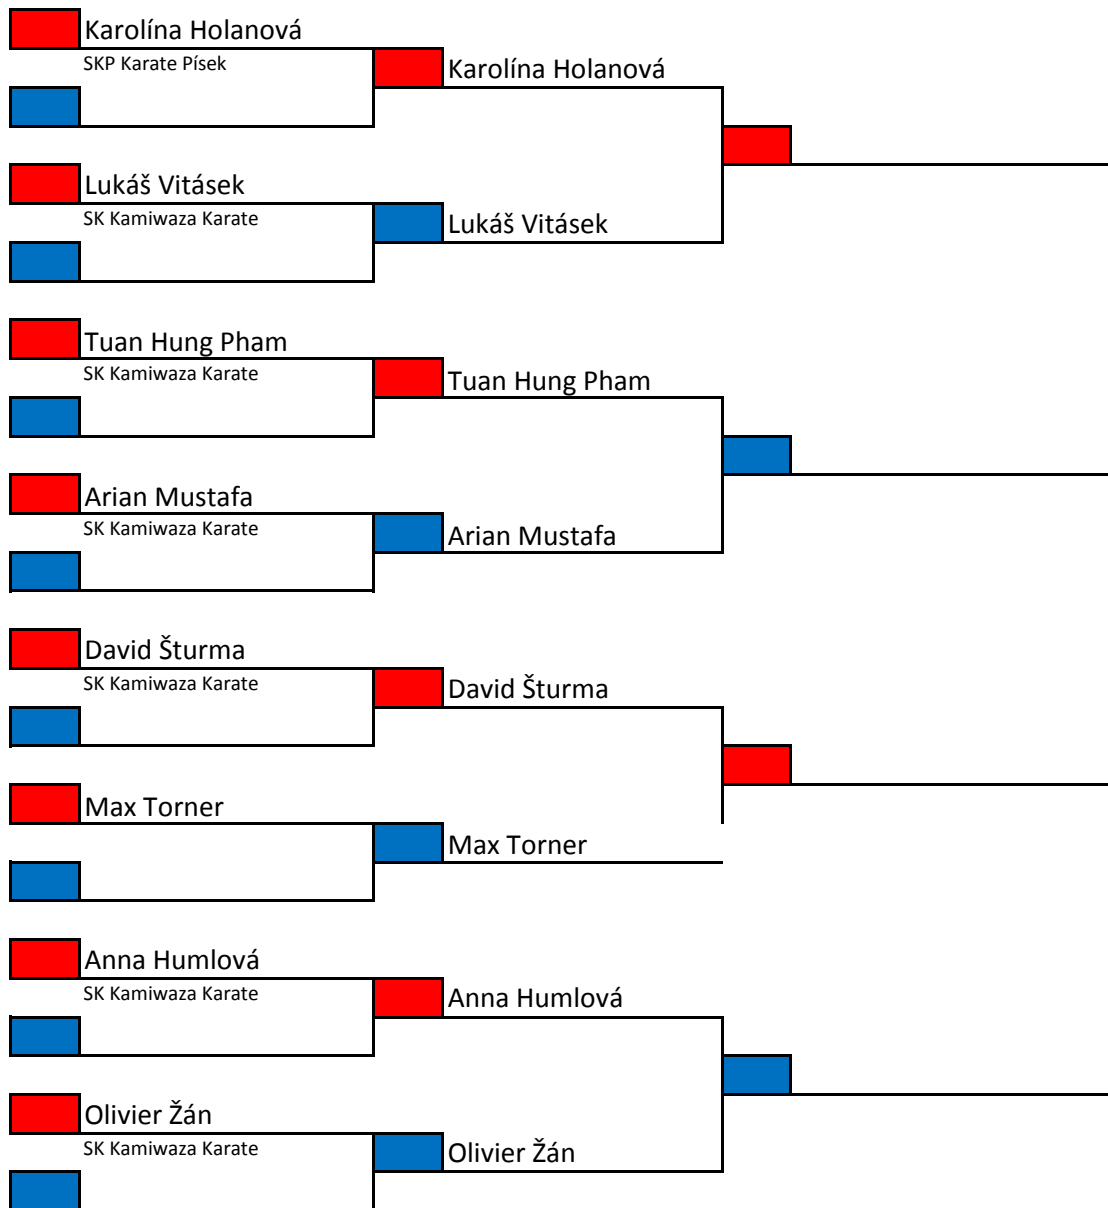 Karolína Holanová
SKP Karate Písek
Karolína Holanová
Lukáš Vitásek
SK Kamiwaza Karate
Lukáš Vitásek
Tuan Hung Pham
SK Kamiwaza Karate
Tuan Hung Pham
Arian Mustafa
SK Kamiwaza Karate
Arian Mustafa
David Šturma
SK Kamiwaza Karate
David Šturma
Max Torner
Max Torner
Anna Humlová
SK Kamiwaza Karate
Anna Humlová
Olivier Žán
SK Kamiwaza Karate
Olivier Žán